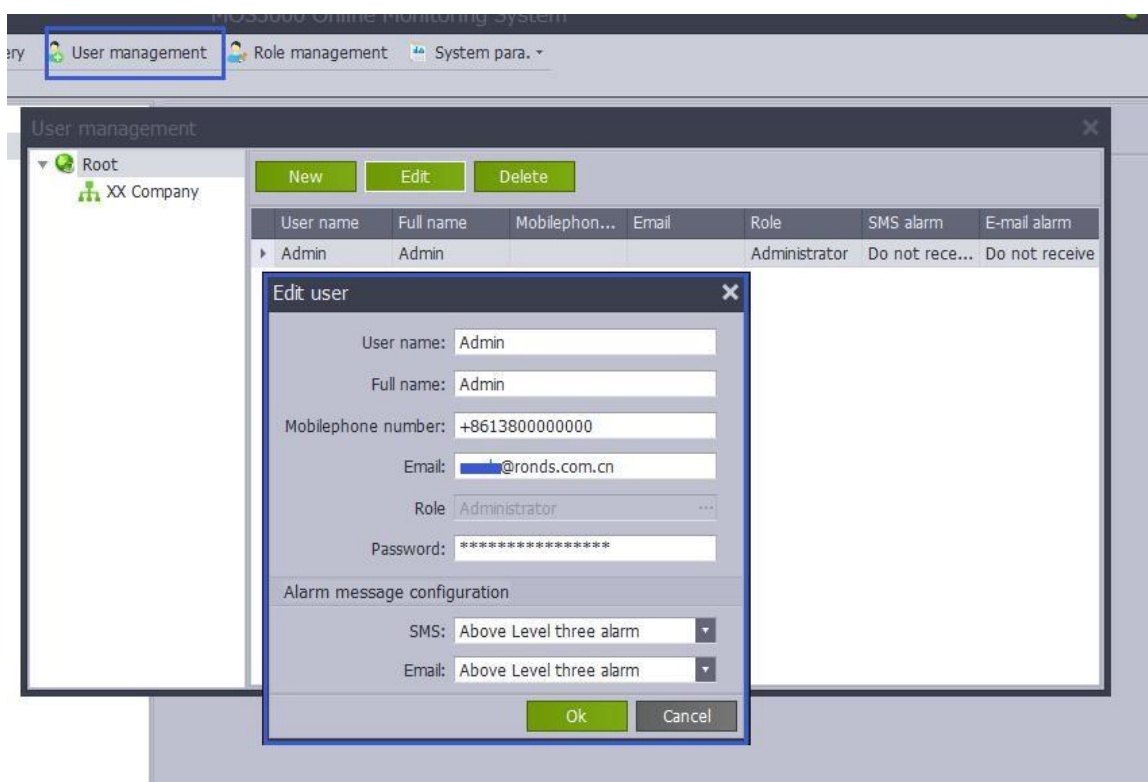 MOS3000 Online Monitoring System
ery User management Role management System para.
User management
Root
XX Company
New Edit Delete
User name Full name Mobilephon... Email Role SMS alarm E-mail alarm
Admin Admin Administrator Do not rece... Do not receive
Edit user
User name: Admin
Full name: Admin
Mobilephone number: +8613800000000
Email: @ronds.com.cn
Role Administrator ...
Password: ****************
Alarm message configuration
SMS: Above Level three alarm
Email: Above Level three alarm
Ok Cancel